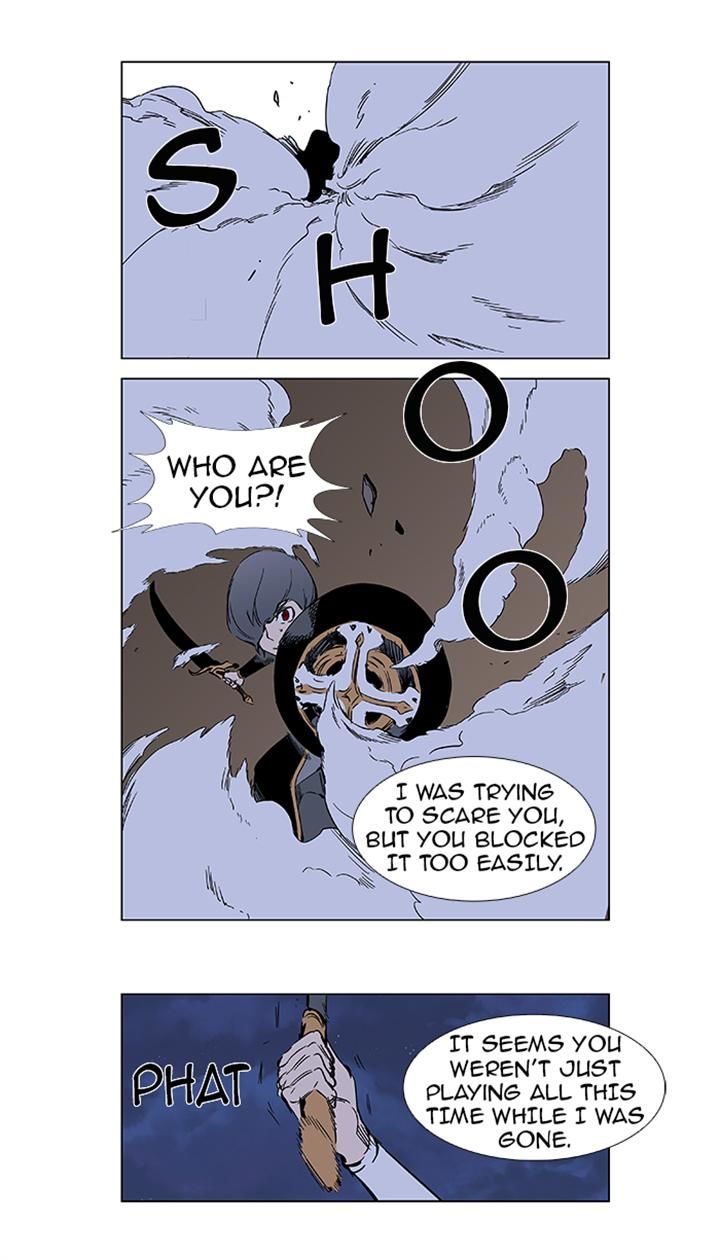 S
H
O
WHO ARE
YOU?!
O
I WAS TRYING
TO SCARE YOU,
BUT YOU BLOCKED
IT TOO EASILY.
PHAT
IT SEEMS YOU
WEREN'T JUST
PLAYING ALL THIS
TIME WHILE I WAS
GONE.